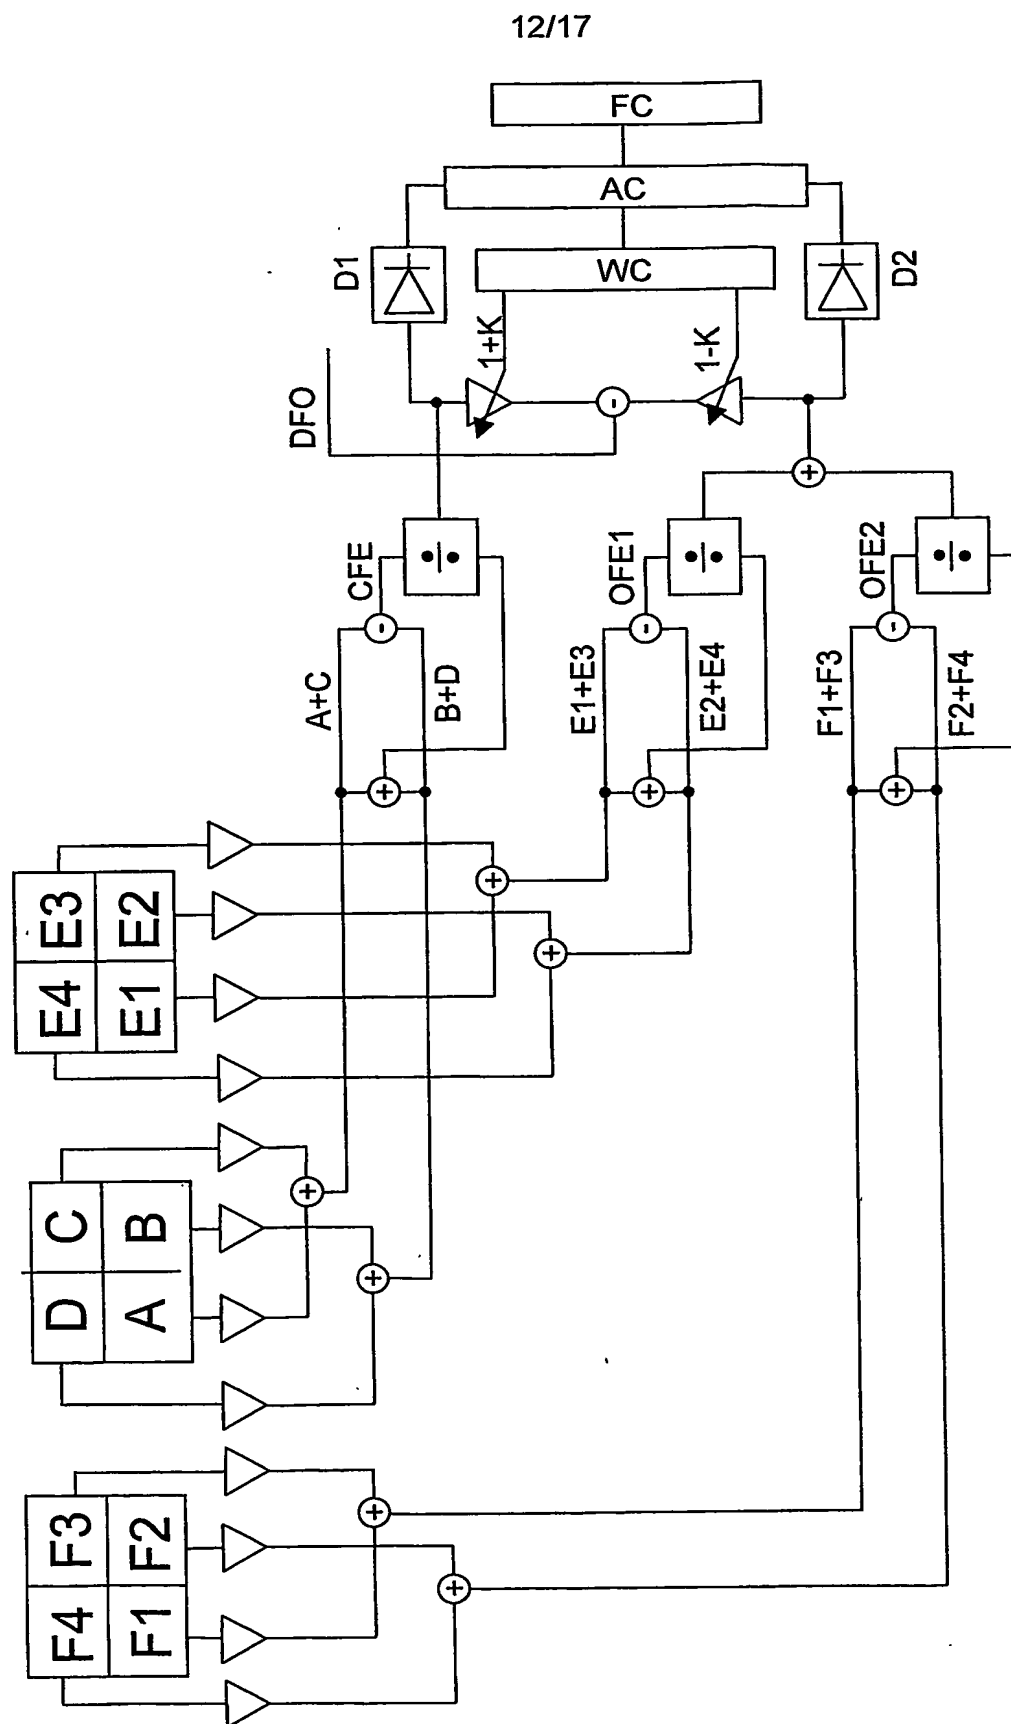 12/17
FC
AC
WC
D1
D2
1+K
1-K
DFO
CFE
OFE1
OFE2
A+C
B+D
E1+E3
E2+E4
F1+F3
F2+F4
E4 E3
E1 E2
D C
A B
F4 F3
F1 F2